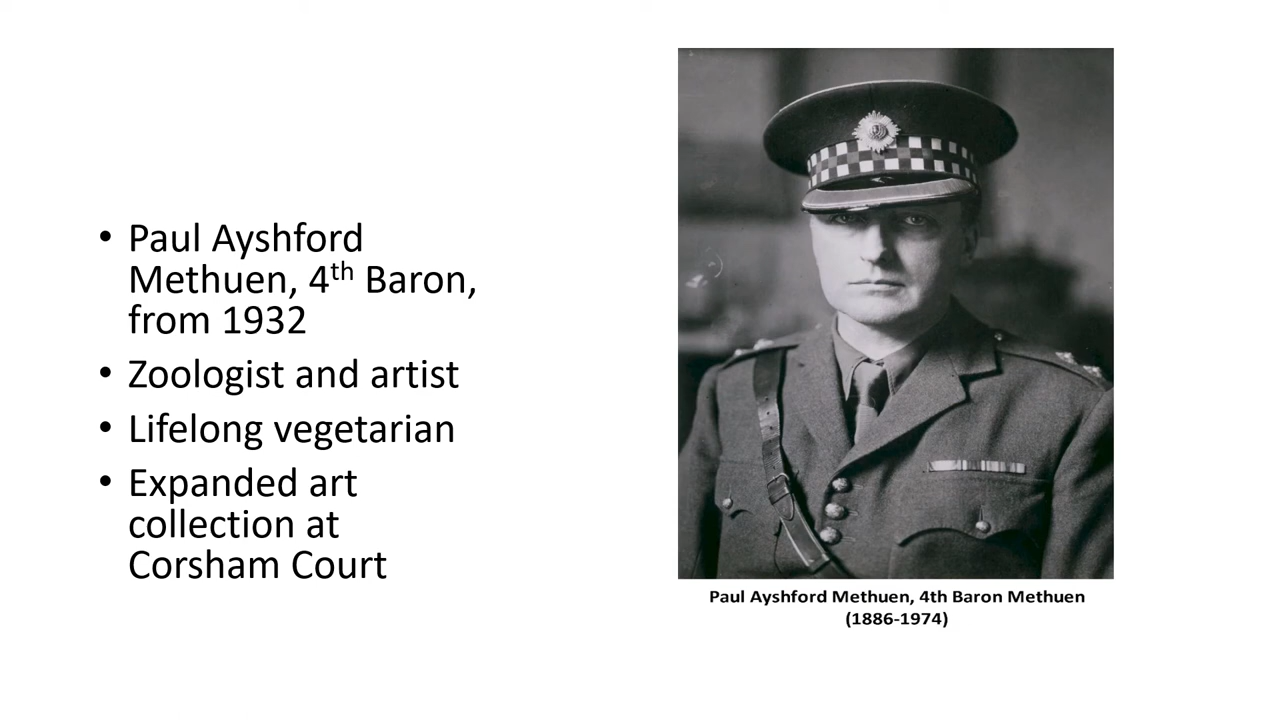 • Paul Ayshford
Methuen, 4th Baron,
from 1932
• Zoologist and artist
• Lifelong vegetarian
• Expanded art
collection at
Corsham Court
Paul Ayshford Methuen, 4th Baron Methuen
(1886-1974)